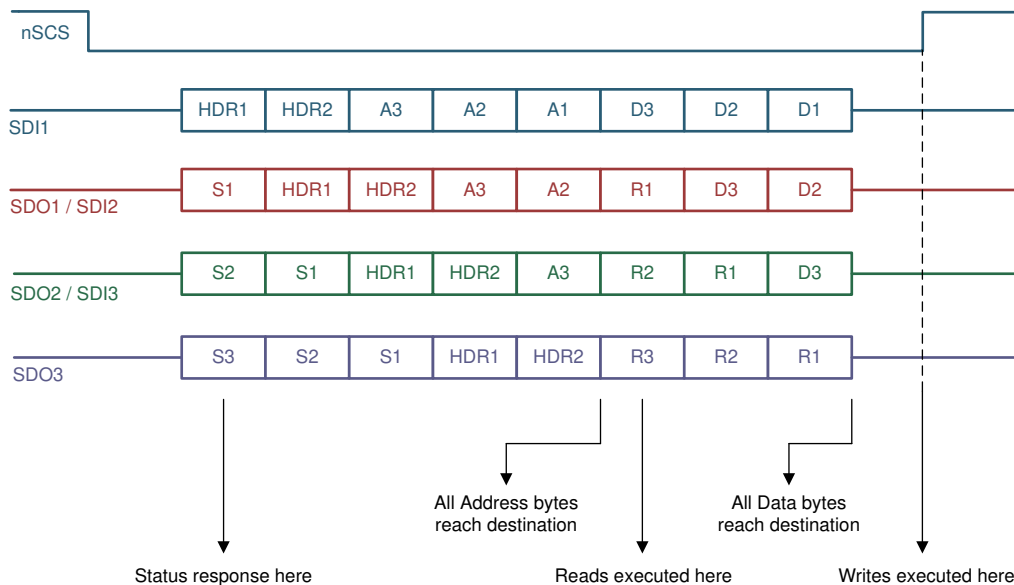 nSCS
HDR1 HDR2 A3 A2 A1 D3 D2 D1
SDI1
S1 HDR1 HDR2 A3 A2 R1 D3 D2
SDO1 / SDI2
S2 S1 HDR1 HDR2 A3 R2 R1 D3
SDO2 / SDI3
S3 S2 S1 HDR1 HDR2 R3 R2 R1
SDO3
All Address bytes
reach destination
All Data bytes
reach destination
Status response here
Reads executed here
Writes executed here